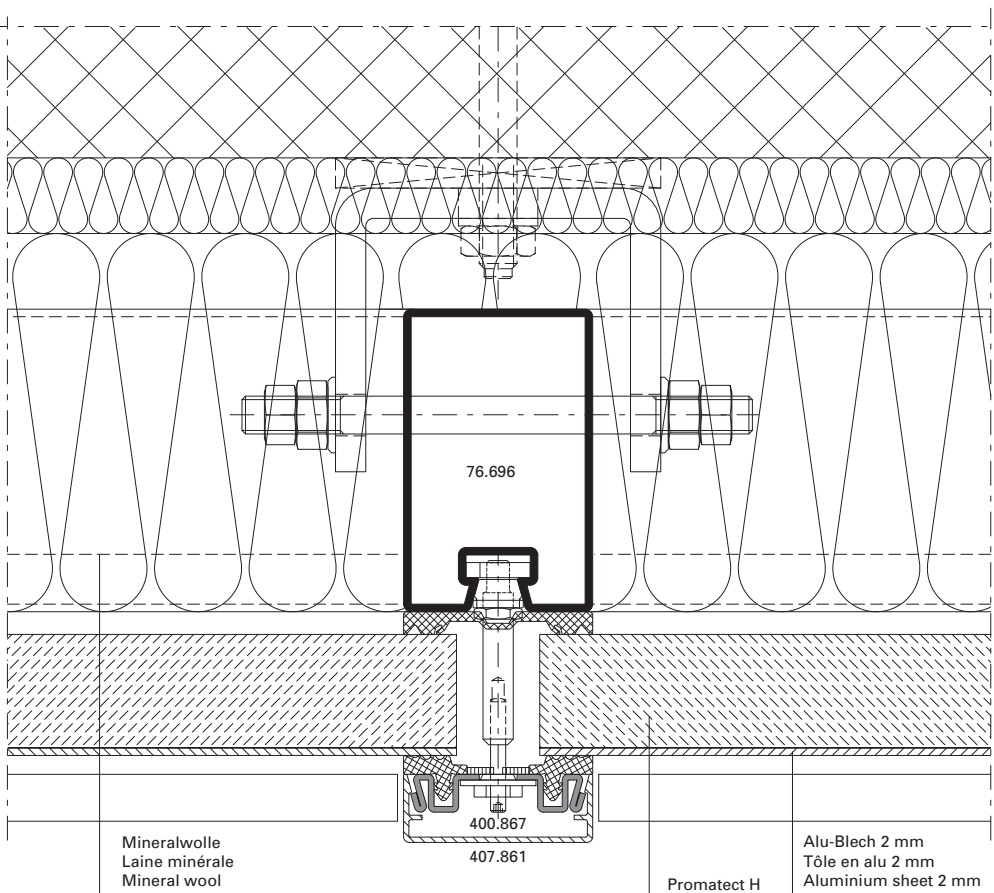 76.696
400.867
407.861
Mineralwolle
Laine minérale
Mineral wool
Promatect H
Alu-Blech 2 mm
Tôle en alu 2 mm
Aluminium sheet 2 mm